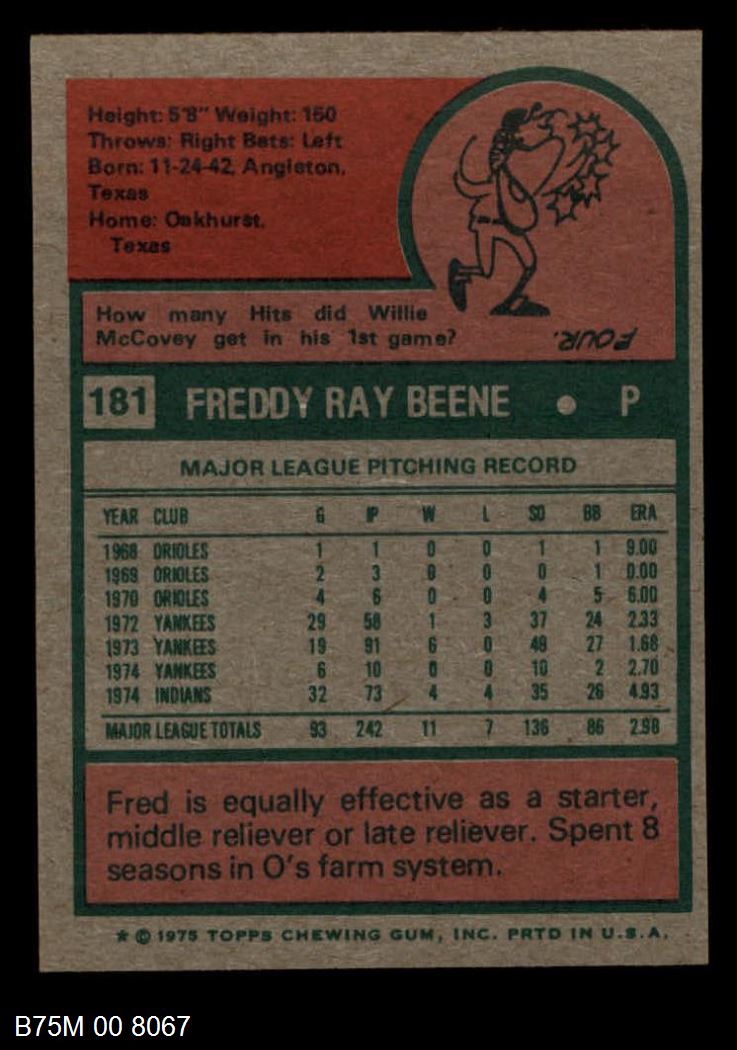 Height: 5'8" Weight: 150
Throws: Right Bats: Left
Born: 11-24-42, Angleton,
Texas
Home: Oakhurst,
Texas
How many Hits did Willie
McCovey get in his 1st game?
FOUR.
181 FREDDY RAY BEENE • P
MAJOR LEAGUE PITCHING RECORD
YEAR CLUB G IP W L SO BB ERA
1968 ORIOLES 1 1 0 0 1 1 9.00
1969 ORIOLES 2 3 0 0 0 1 0.00
1970 ORIOLES 4 6 0 0 4 5 6.00
1972 YANKEES 29 58 1 3 37 24 2.33
1973 YANKEES 19 91 6 0 49 27 1.68
1974 YANKEES 6 10 0 0 10 2 2.70
1974 INDIANS 32 73 4 4 35 26 4.93
MAJOR LEAGUE TOTALS 93 242 11 7 136 86 2.98
Fred is equally effective as a starter,
middle reliever or late reliever. Spent 8
seasons in O's farm system.
* © 1975 TOPPS CHEWING GUM, INC. PRTD IN U.S.A.
B75M 00 8067